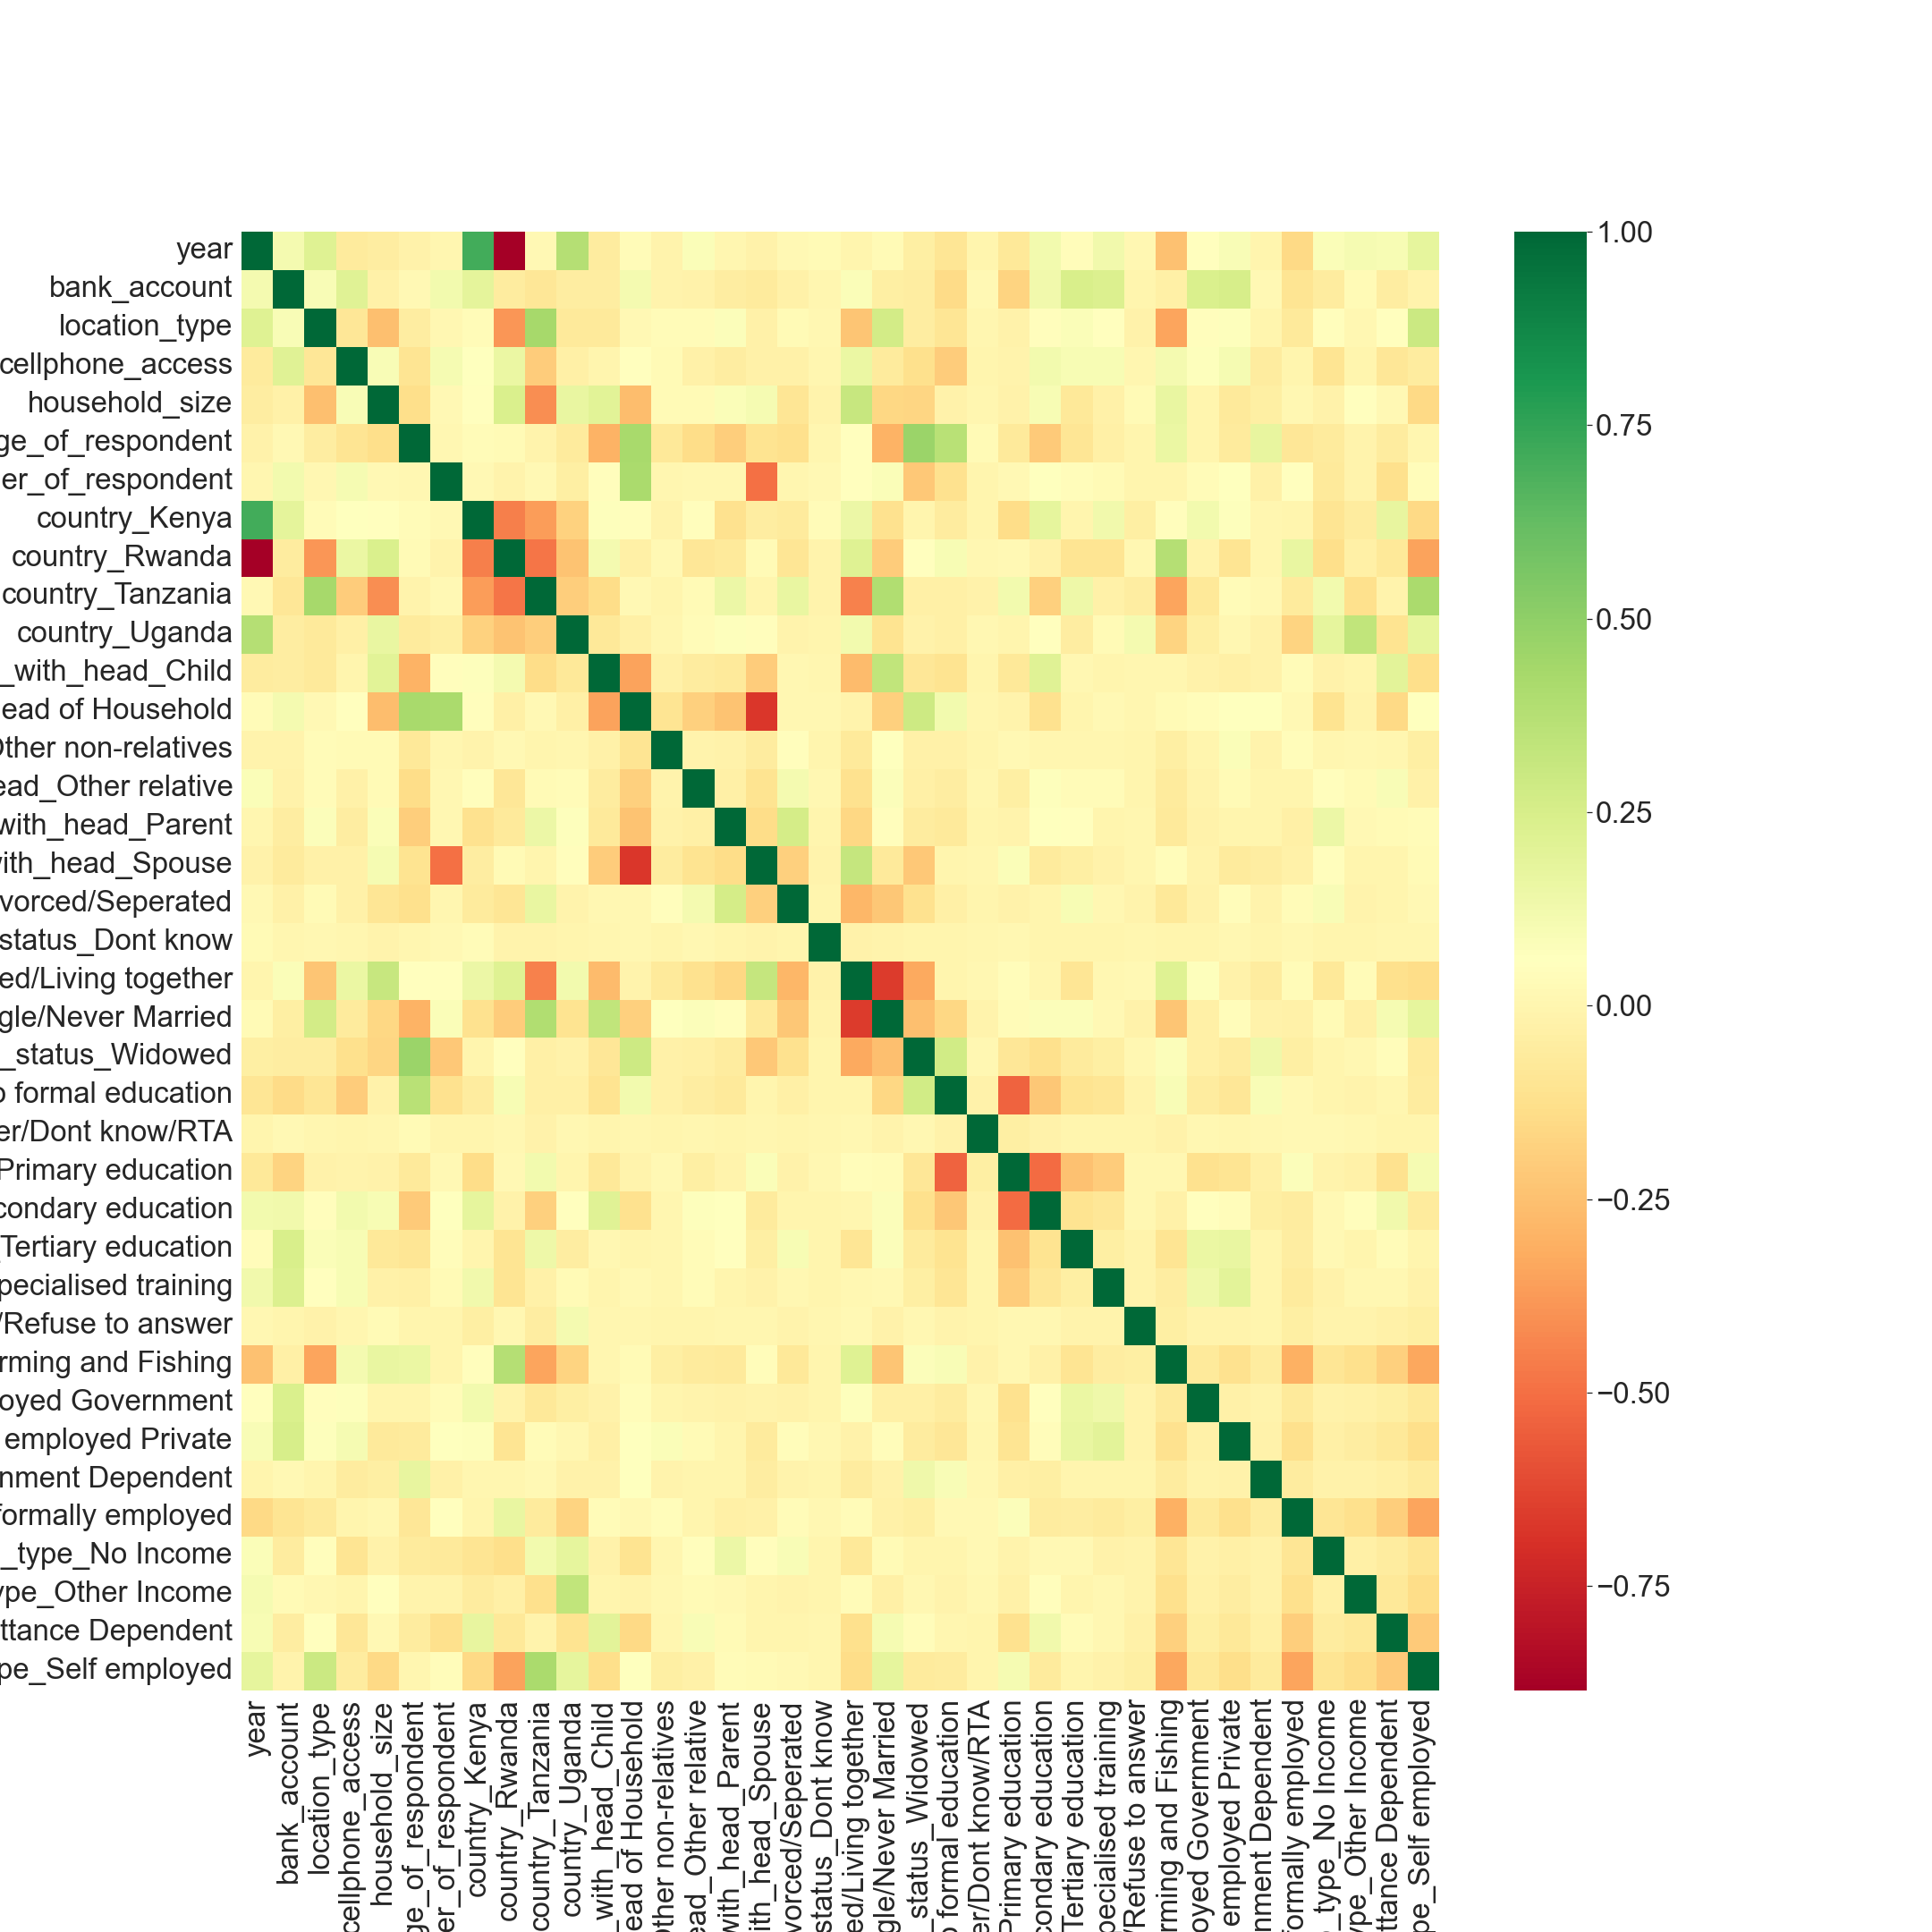 year
bank_account
location_type
cellphone_access
household_size
ge_of_respondent
er_of_respondent
country_Kenya
country_Rwanda
country_Tanzania
country_Uganda
_with_head_Child
ead of Household
Other non-relatives
ead_Other relative
with_head_Parent
ith_head_Spouse
vorced/Seperated
status_Dont know
ed/Living together
gle/Never Married
_status_Widowed
o formal education
er/Dont know/RTA
Primary education
condary education
Tertiary education
pecialised training
/Refuse to answer
rming and Fishing
oyed Government
employed Private
nment Dependent
formally employed
_type_No Income
ype_Other Income
ttance Dependent
pe_Self employed
year
bank_account
location_type
cellphone_access
household_size
ge_of_respondent
er_of_respondent
country_Kenya
country_Rwanda
country_Tanzania
country_Uganda
_with_head_Child
ead of Household
Other non-relatives
ead_Other relative
with_head_Parent
ith_head_Spouse
vorced/Seperated
status_Dont know
ed/Living together
gle/Never Married
_status_Widowed
o formal education
er/Dont know/RTA
Primary education
condary education
Tertiary education
pecialised training
/Refuse to answer
rming and Fishing
oyed Government
employed Private
nment Dependent
formally employed
_type_No Income
ype_Other Income
ttance Dependent
pe_Self employed
1.00
0.75
0.50
0.25
0.00
−0.25
−0.50
−0.75